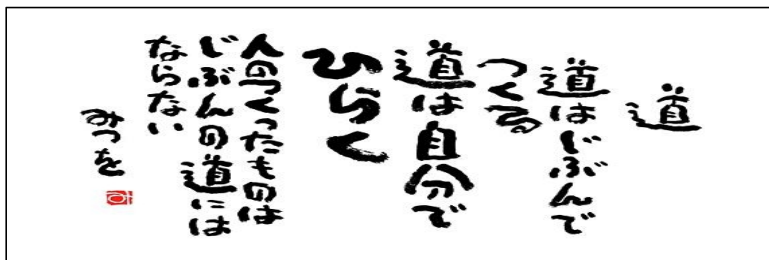 道
道はじぶんで
つくる
道は自分で
ひらく
人のつくったものは
じぶんの道には
ならない
みつを